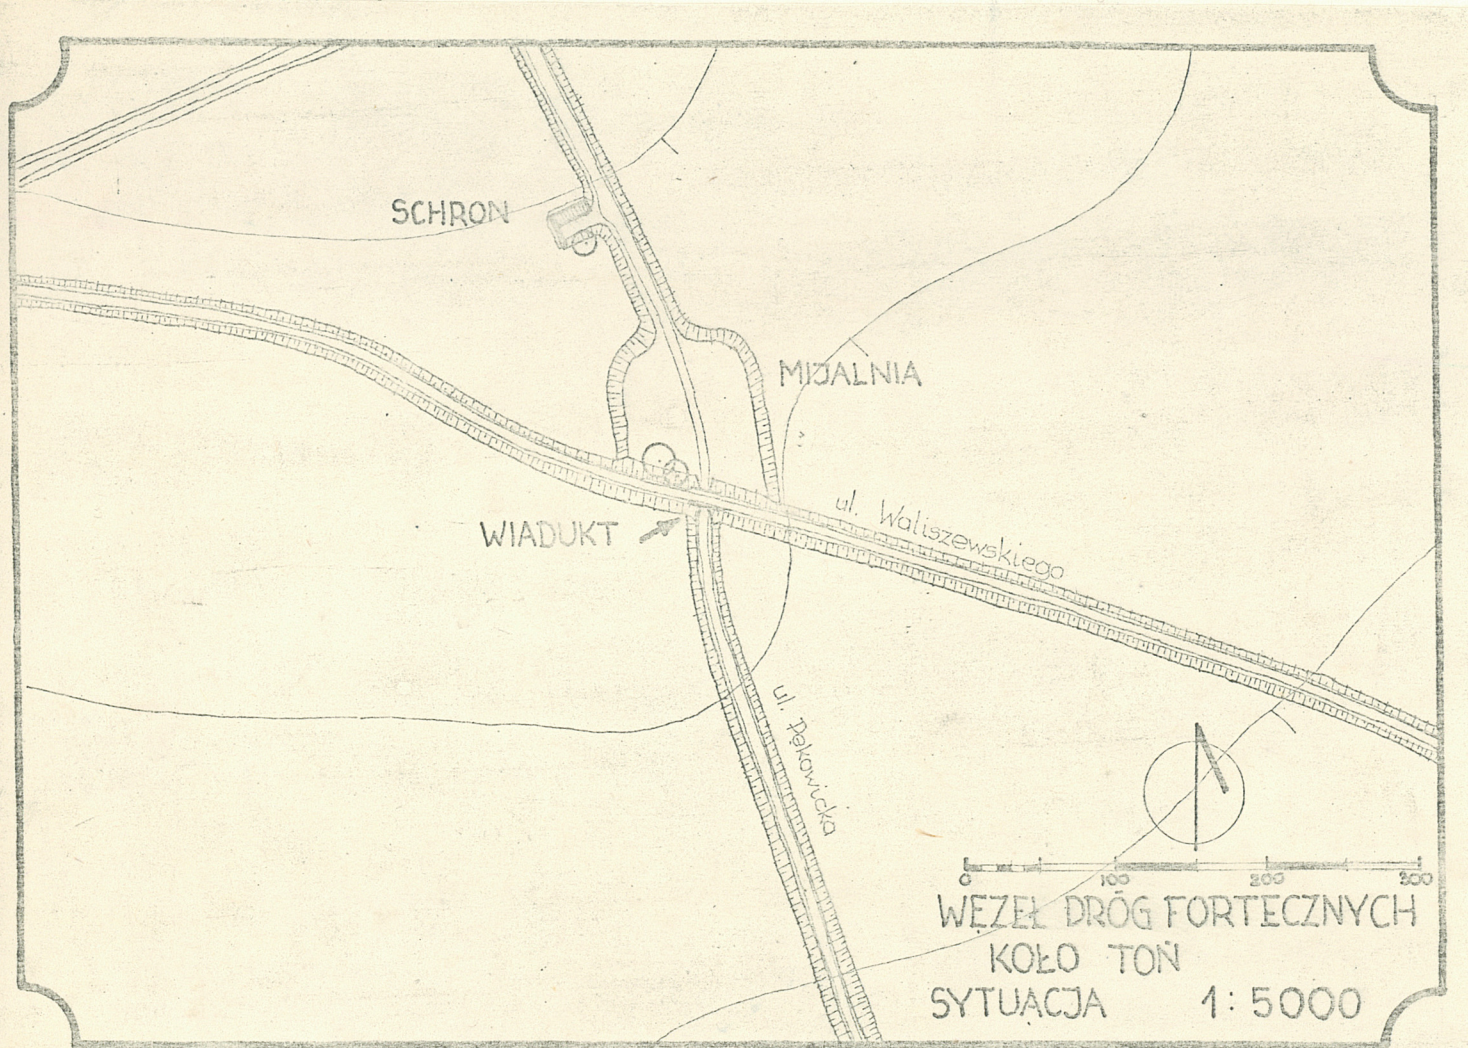 SCHRON
MIJALNIA
WIADUKT
ul. Waliszewskiego
ul. Pękowicka
0 100 200 300
WĘZEŁ DRÓG FORTECZNYCH
KOŁO TOŃ
SYTUACJA 1:5000